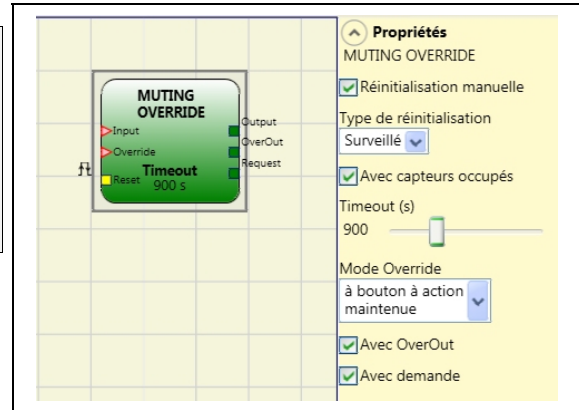 MUTING
OVERRIDE
Input
Override
Reset
Timeout
900 s
Output
OverOut
Request
Propriétés
MUTING OVERRIDE
Réinitialisation manuelle
Type de réinitialisation
Surveillé
Avec capteurs occupés
Timeout (s)
900
Mode Override
à bouton à action
maintenue
Avec OverOut
Avec demande